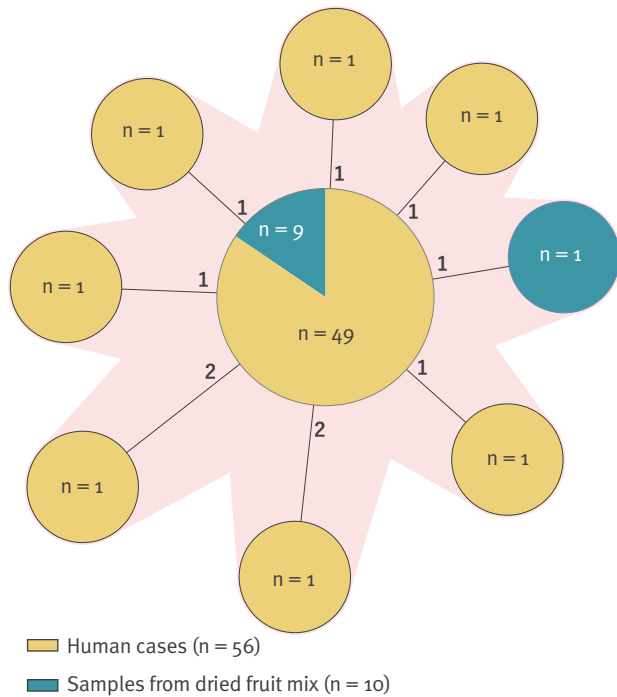 n = 1
n = 1
n = 1
1
1
1
n = 9
n = 1
1
n = 1
1
n = 49
2
1
2
n = 1
n = 1
n = 1
Human cases (n = 56)
Samples from dried fruit mix (n = 10)